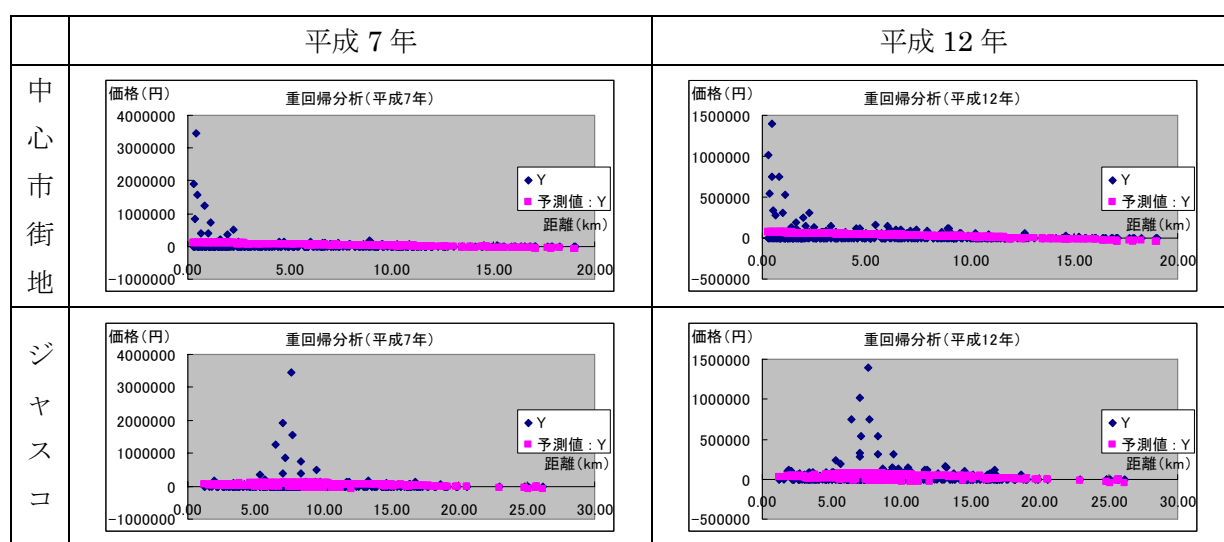 平成 7 年
平成 12 年
中心市街地
価格(円)
重回帰分析(平成7年)
4000000
3000000
2000000
1000000
0
-1000000
0.00
5.00
10.00
15.00
20.00
Y
予測値:Y
距離(km)
価格(円)
重回帰分析(平成12年)
1500000
1000000
500000
0
-500000
0.00
5.00
10.00
15.00
20.00
Y
予測値:Y
距離(km)
ジャスコ
価格(円)
重回帰分析(平成7年)
4000000
3000000
2000000
1000000
0
-1000000
0.00
5.00
10.00
15.00
20.00
25.00
30.00
Y
予測値:Y
距離(km)
価格(円)
重回帰分析(平成12年)
1500000
1000000
500000
0
-500000
0.00
5.00
10.00
15.00
20.00
25.00
30.00
Y
予測値:Y
距離(km)